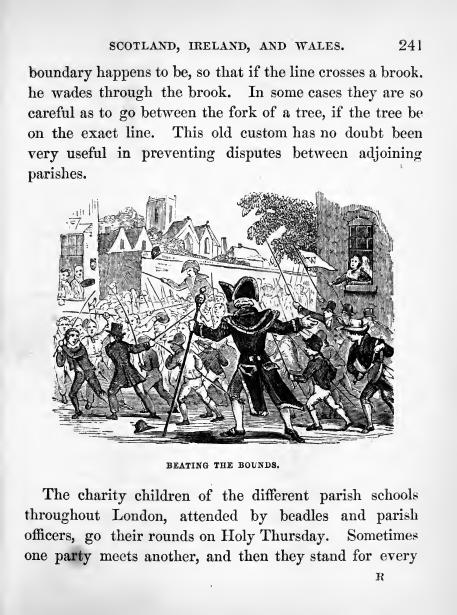 SCOTLAND, IRELAND, AND WALES. 241
boundary happens to be, so that if the line crosses a brook.
he wades through the brook. In some cases they are so
careful as to go between the fork of a tree, if the tree be
on the exact line. This old custom has no doubt been
very useful in preventing disputes between adjoining
parishes.
BEATING THE BOUNDS.
The charity children of the different parish schools
throughout London, attended by beadles and parish
officers, go their rounds on Holy Thursday. Sometimes
one party meets another, and then they stand for every
R